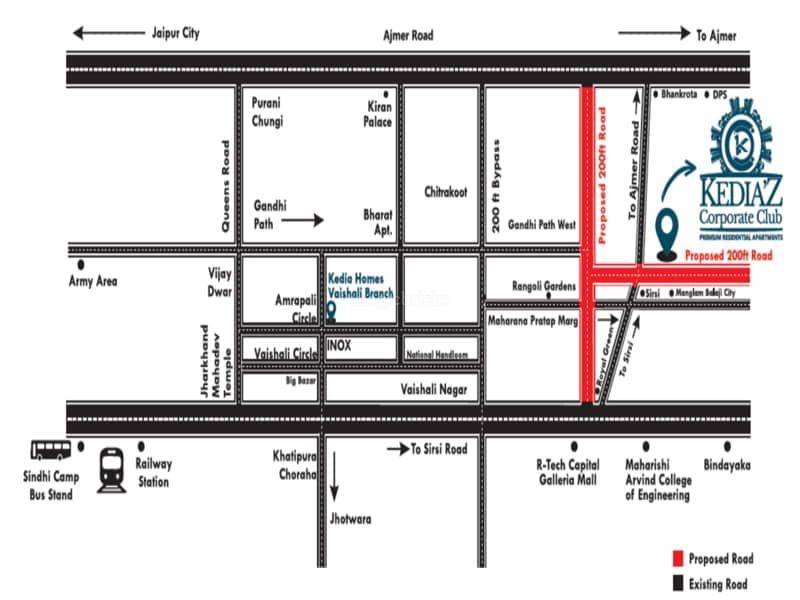 Jaipur City
Ajmer Road
To Ajmer
Purani
Chungi
Kiran
Palace
Queens Road
Gandhi
Path
Bharat
Apt.
Chitrakoot
200 ft Bypass
Gandhi Path West
Proposed 200ft Road
To Ajmer Road
Bhankrota
DPS
KEDIA'Z
Corporate Club
PREMIUM RESIDENTIAL APARTMENTS
Proposed 200ft Road
Army Area
Vijay
Dwar
Amrapali
Circle
Kedia Homes
Vaishali Branch
Rangoli Gardens
Sirsi
Manglam Balaji City
Jharkhand
Mahadev
Temple
Vaishali Circle
INOX
National Handloom
Maharana Pratap Marg
Royal Green
To Sirsi
Big Bazar
Vaishali Nagar
Sindhi Camp
Bus Stand
Railway
Station
Khatipura
Choraha
To Sirsi Road
Jhotwara
R-Tech Capital
Galleria Mall
Maharishi
Arvind College
of Engineering
Bindayaka
Proposed Road
Existing Road